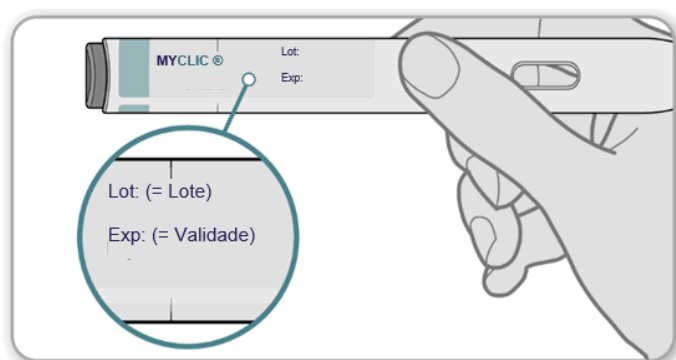 MYCLIC ®
Lot:
Exp:
Lot: (= Lote)
Exp: (= Validade)